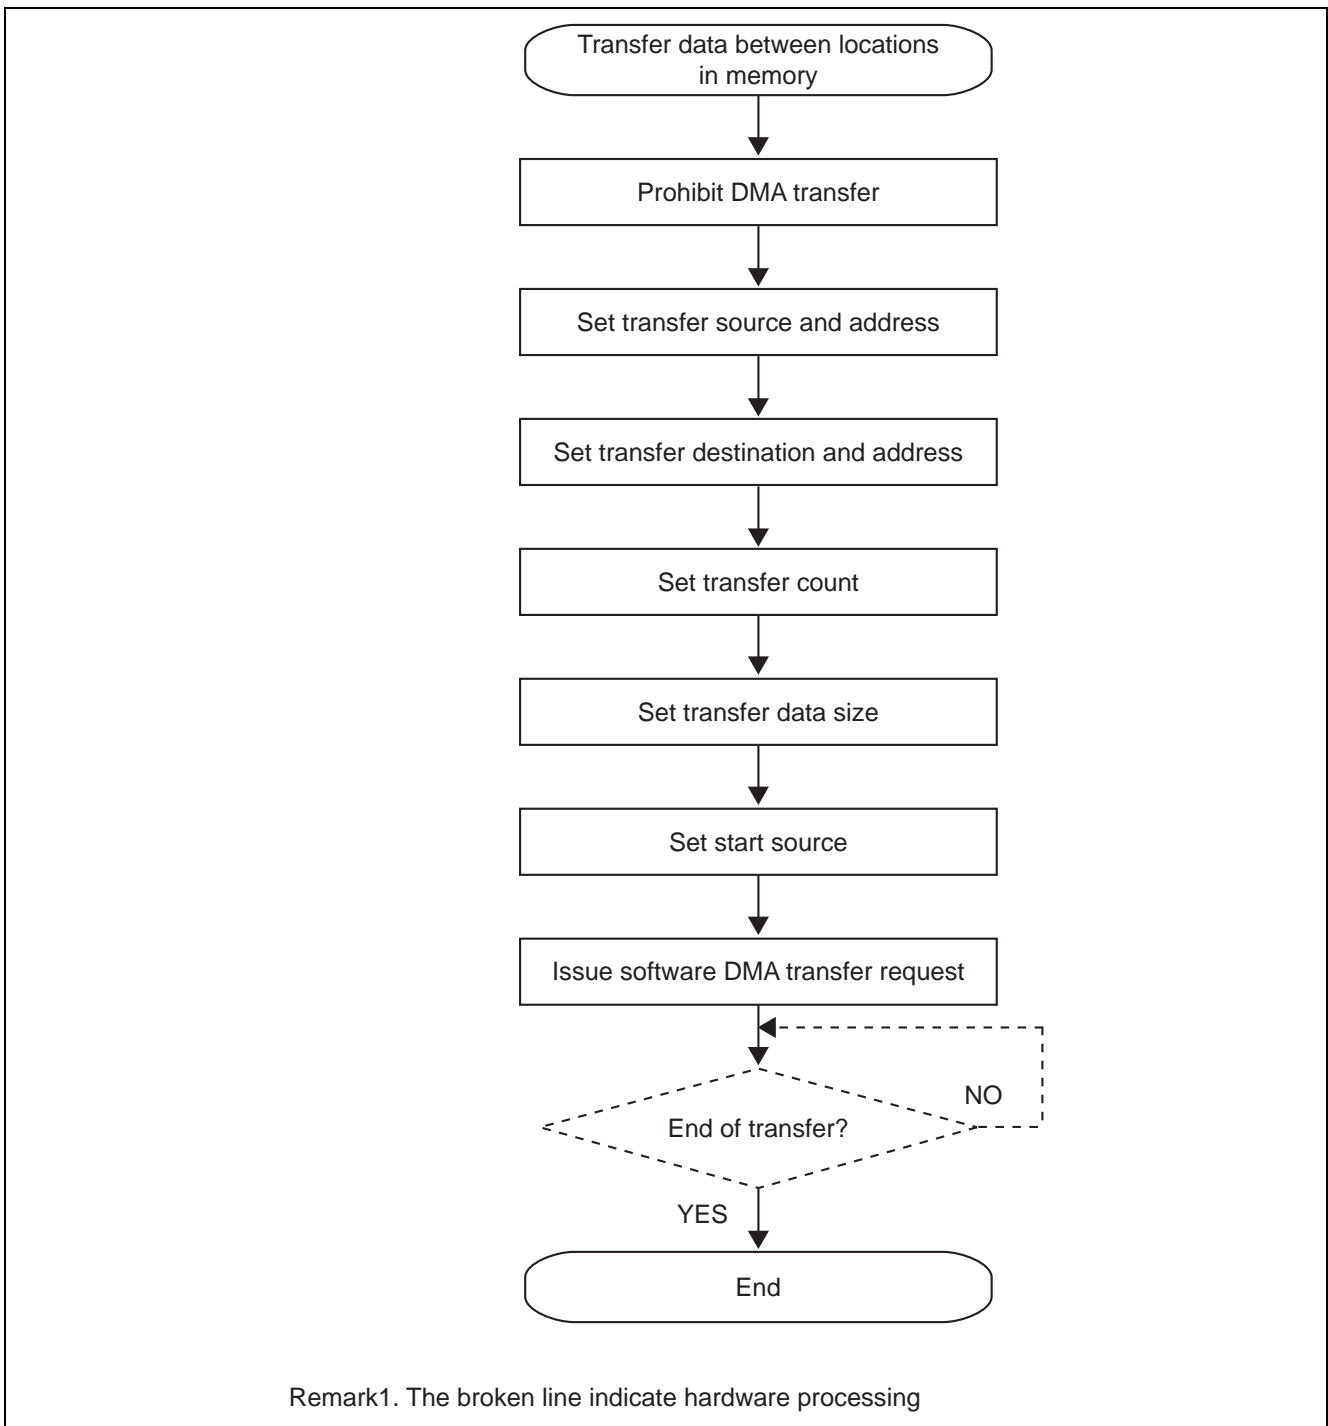 Transfer data between locations
in memory
Prohibit DMA transfer
Set transfer source and address
Set transfer destination and address
Set transfer count
Set transfer data size
Set start source
Issue software DMA transfer request
NO
End of transfer?
YES
End
Remark1. The broken line indicate hardware processing